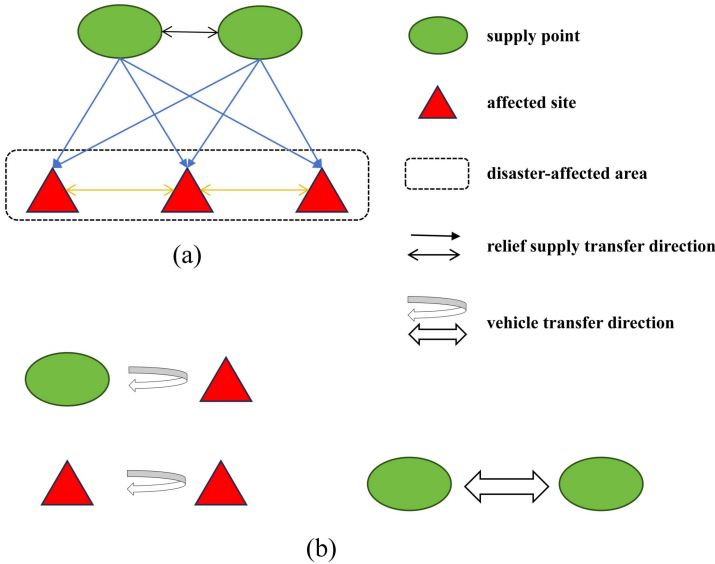 supply point
affected site
disaster-affected area
(a)
relief supply transfer direction
vehicle transfer direction
(b)